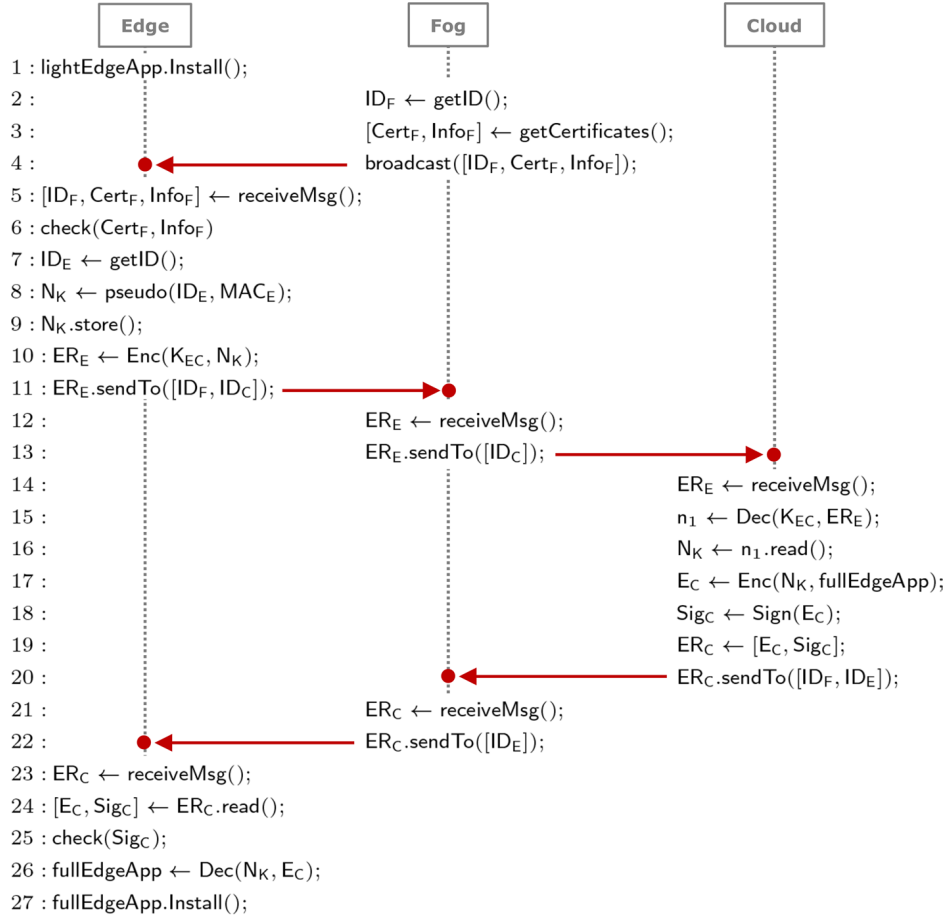 Edge Fog Cloud
1 : lightEdgeApp.Install();
2 : ID_F ← getID();
3 : [Cert_F, Info_F] ← getCertificates();
4 : broadcast([ID_F, Cert_F, Info_F]);
5 : [ID_F, Cert_F, Info_F] ← receiveMsg();
6 : check(Cert_F, Info_F)
7 : ID_E ← getID();
8 : N_K ← pseudo(ID_E, MAC_E);
9 : N_K.store();
10 : ER_E ← Enc(K_EC, N_K);
11 : ER_E.sendTo([ID_F, ID_C]);
12 : ER_E ← receiveMsg();
13 : ER_E.sendTo([ID_C]);
14 : ER_E ← receiveMsg();
15 : n_1 ← Dec(K_EC, ER_E);
16 : N_K ← n_1.read();
17 : E_C ← Enc(N_K, fullEdgeApp);
18 : Sig_C ← Sign(E_C);
19 : ER_C ← [E_C, Sig_C];
20 : ER_C.sendTo([ID_F, ID_E]);
21 : ER_C ← receiveMsg();
22 : ER_C.sendTo([ID_E]);
23 : ER_C ← receiveMsg();
24 : [E_C, Sig_C] ← ER_C.read();
25 : check(Sig_C);
26 : fullEdgeApp ← Dec(N_K, E_C);
27 : fullEdgeApp.Install();